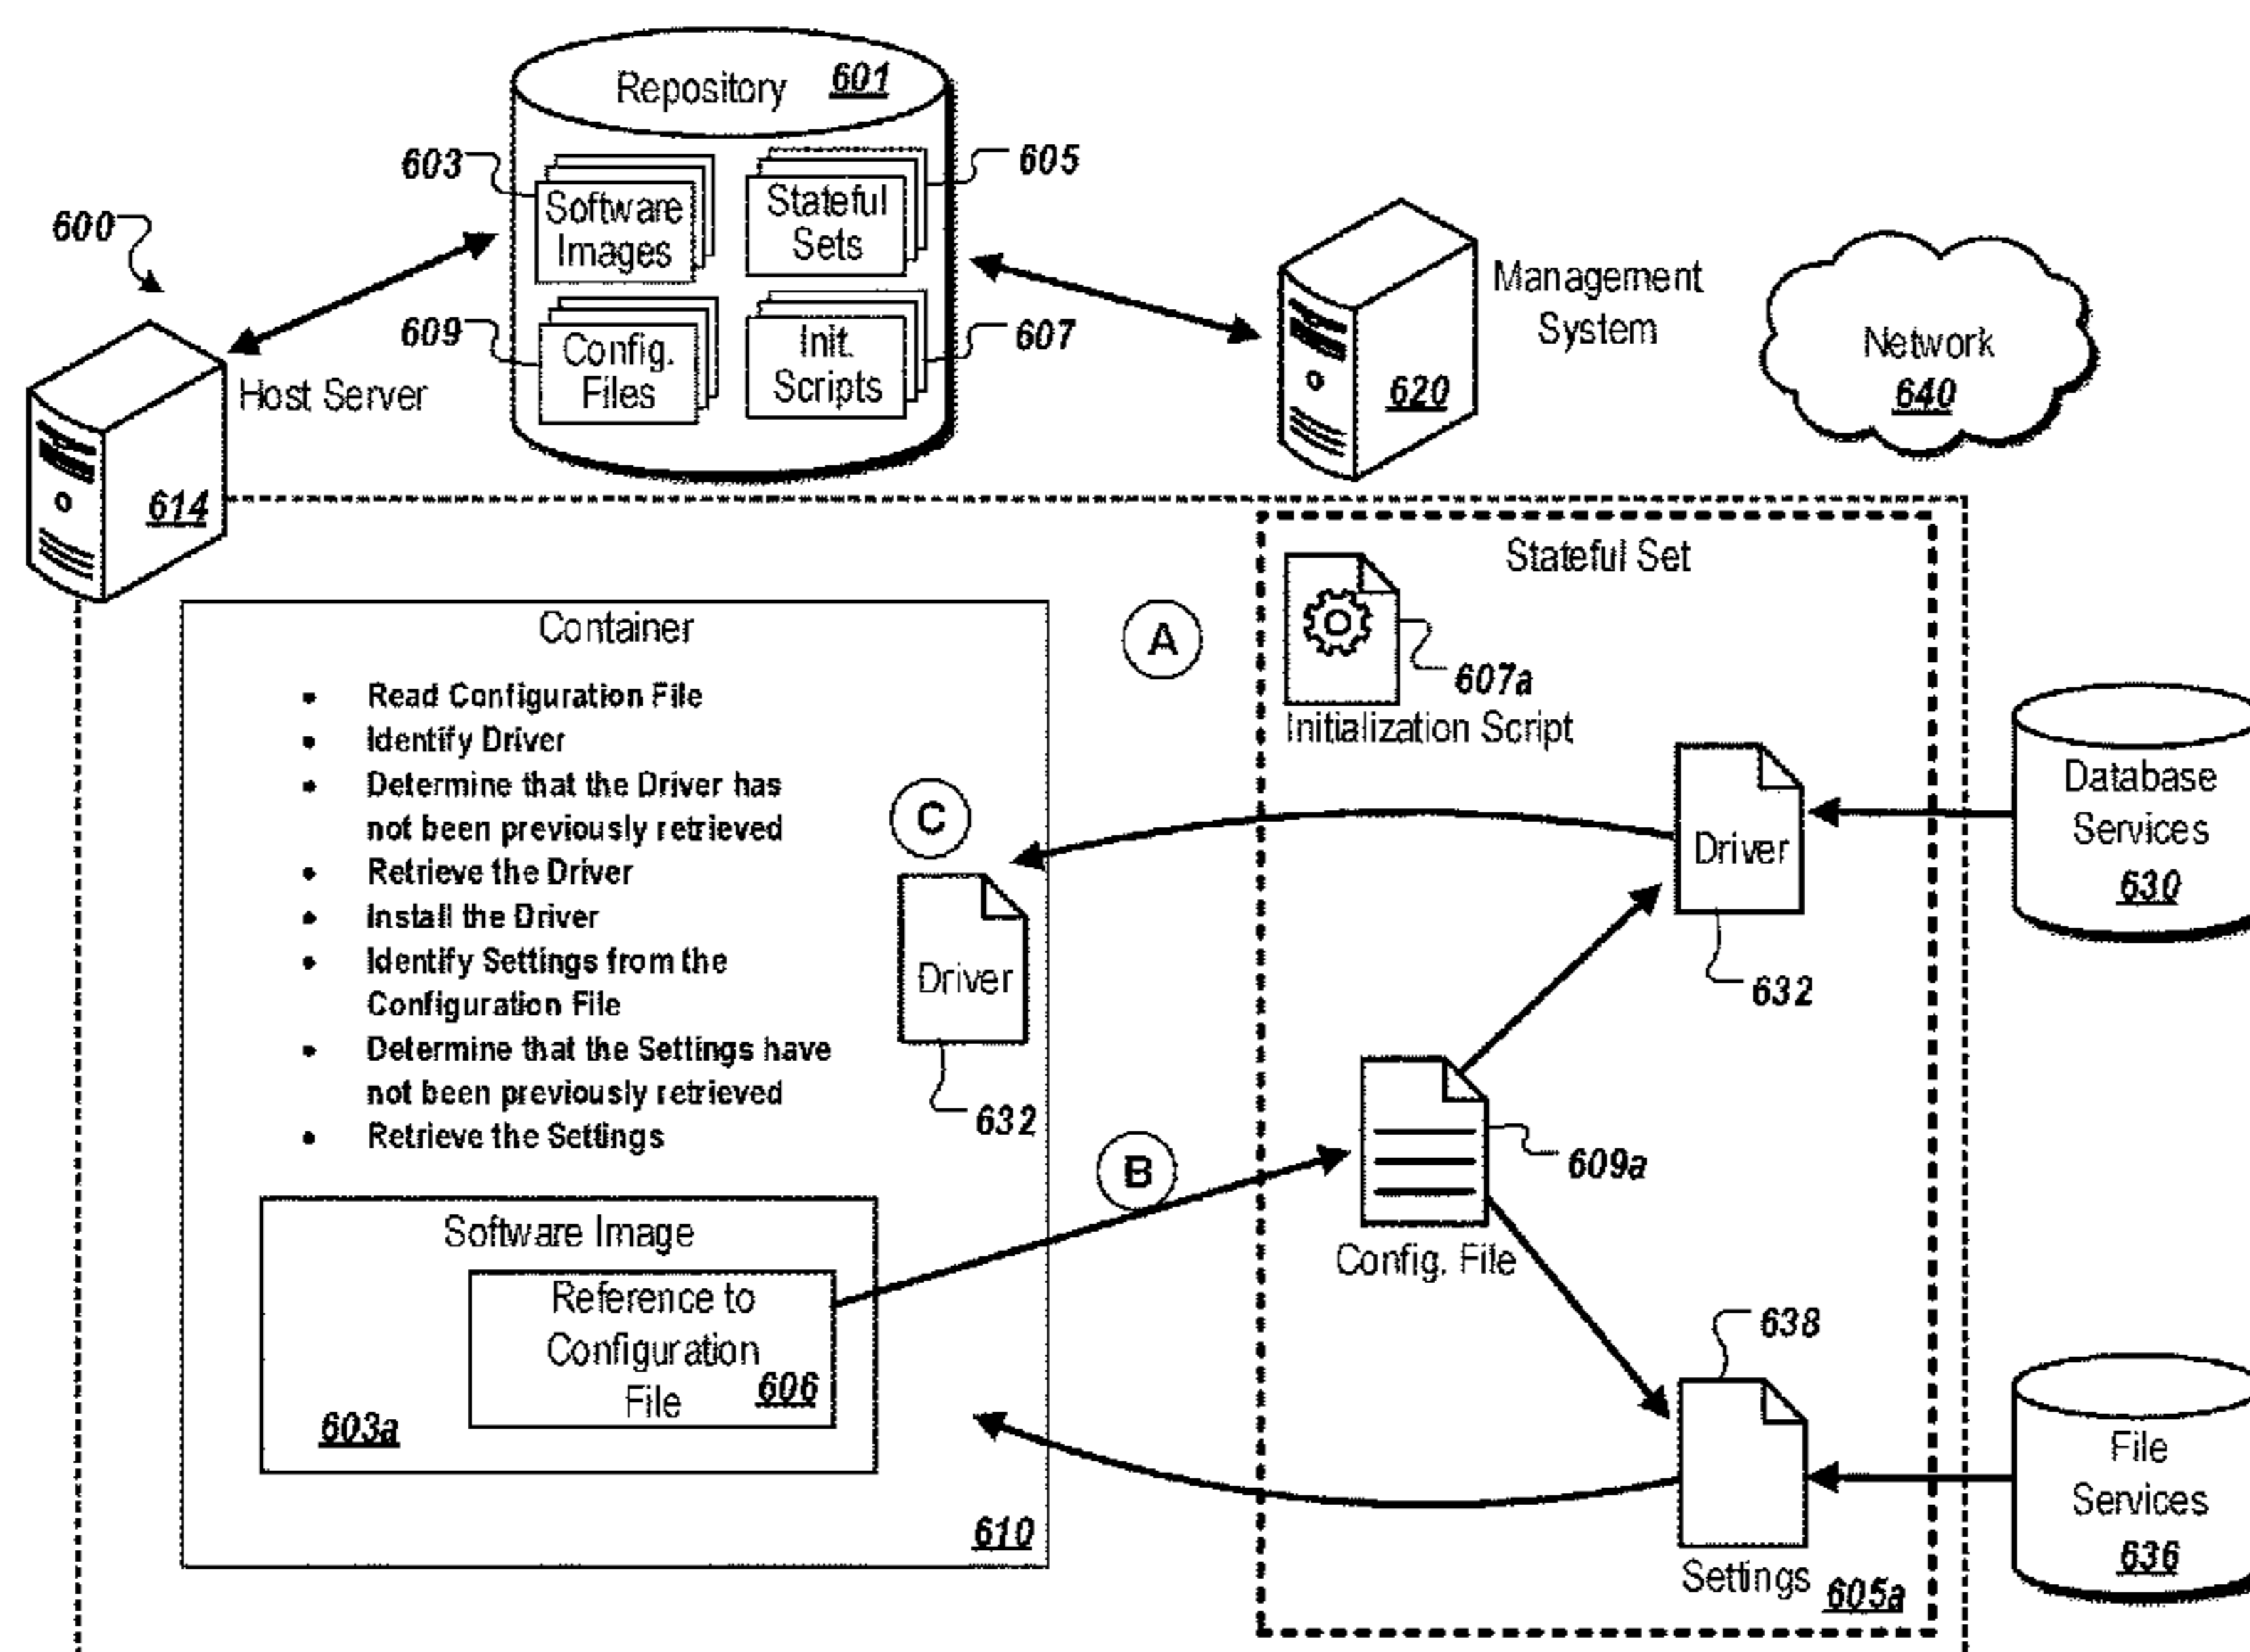 Repository 601
603
Software
Images
605
Stateful
Sets
609
Config.
Files
607
Init.
Scripts
600
Host Server
614
Management
System
620
Network
640
Container
• Read Configuration File
• Identify Driver
• Determine that the Driver has
not been previously retrieved
• Retrieve the Driver
• Install the Driver
• Identify Settings from the
Configuration File
• Determine that the Settings have
not been previously retrieved
• Retrieve the Settings
Software Image
Reference to
Configuration
File 606
603a
610
A
B
C
Driver
632
Stateful Set
607a
Initialization Script
Driver
632
609a
Config. File
638
Settings
605a
Database
Services
630
File
Services
636